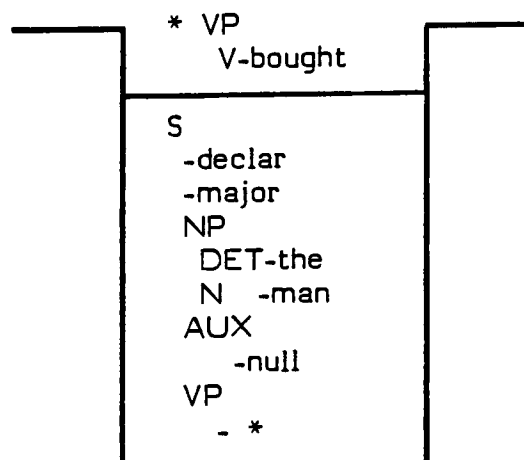 * VP
V-bought
S
-declar
-major
NP
DET-the
N -man
AUX
-null
VP
- *